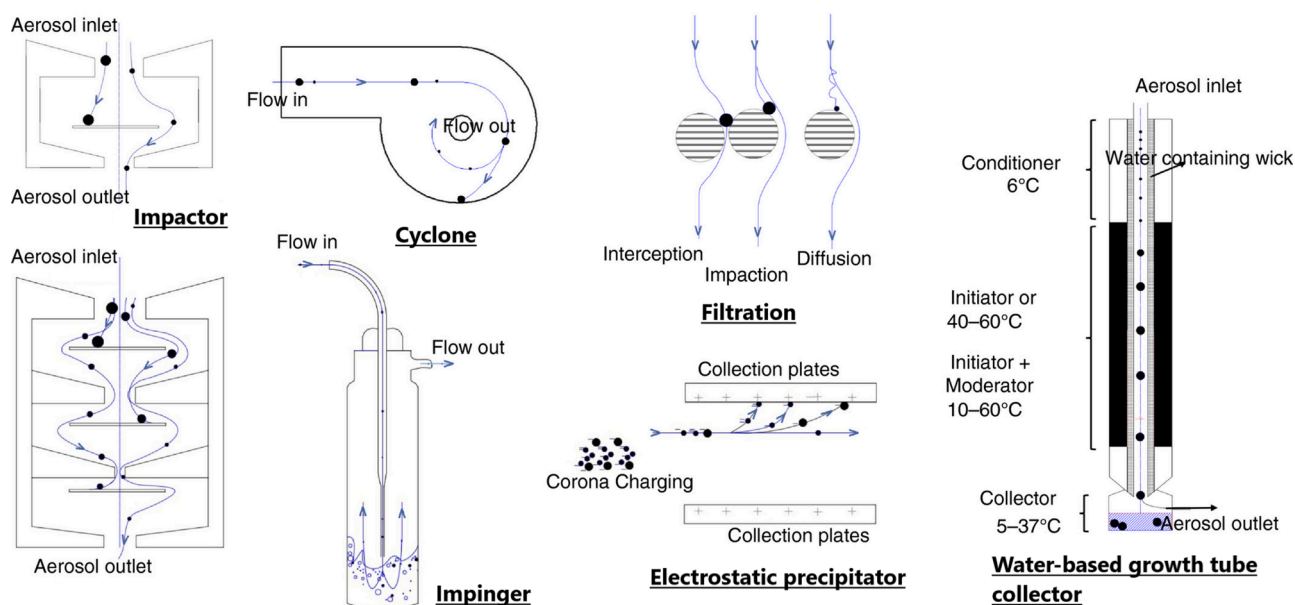 Aerosol inlet
Aerosol outlet
Impactor
Flow in
Flow out
Cyclone
Interception
Impaction
Diffusion
Filtration
Aerosol inlet
Conditioner
6°C
Water containing wick
Initiator or
40–60°C
Initiator +
Moderator
10–60°C
Collector
5–37°C
Aerosol outlet
Water-based growth tube
collector
Aerosol inlet
Aerosol outlet
Flow in
Flow out
Impinger
Collection plates
Corona Charging
Collection plates
Electrostatic precipitator